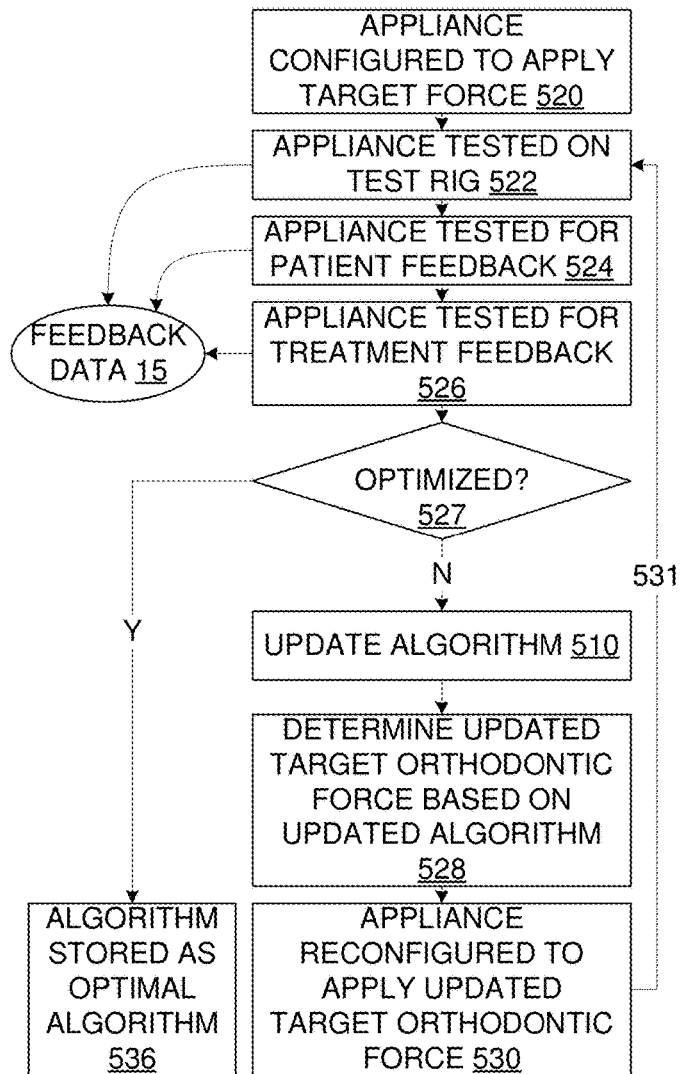 APPLIANCE
CONFIGURED TO APPLY
TARGET FORCE 520
APPLIANCE TESTED ON
TEST RIG 522
APPLIANCE TESTED FOR
PATIENT FEEDBACK 524
APPLIANCE TESTED FOR
TREATMENT FEEDBACK
526
FEEDBACK
DATA 15
OPTIMIZED?
527
N
531
Y
UPDATE ALGORITHM 510
DETERMINE UPDATED
TARGET ORTHODONTIC
FORCE BASED ON
UPDATED ALGORITHM
528
ALGORITHM
STORED AS
OPTIMAL
ALGORITHM
536
APPLIANCE
RECONFIGURED TO
APPLY UPDATED
TARGET ORTHODONTIC
FORCE 530